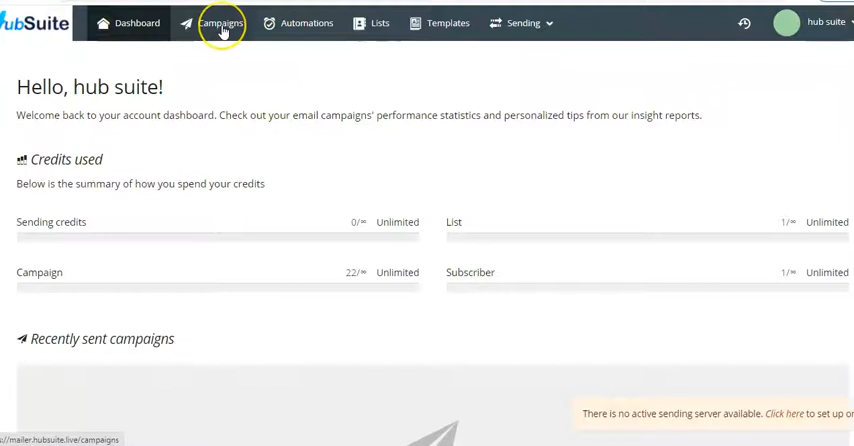 ubSuite Dashboard Campaigns Automations Lists Templates Sending hub suite
Hello, hub suite!
Welcome back to your account dashboard. Check out your email campaigns' performance statistics and personalized tips from our insight reports.
Credits used
Below is the summary of how you spend your credits
Sending credits 0/∞ Unlimited
List 1/∞ Unlimited
Campaign 22/∞ Unlimited
Subscriber 1/∞ Unlimited
Recently sent campaigns
There is no active sending server available. Click here to set up on
s://mailer.hubsuite.live/campaigns